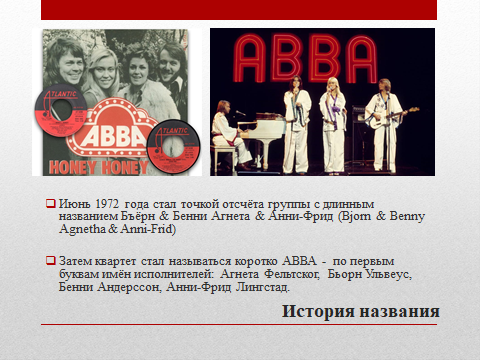 ATLANTIC
ABBA
ATLANTIC
HONEY HONEY
ABBA
Июнь 1972 года стал точкой отсчёта группы с длинным
названием Бъёрн & Бенни Агнета & Анни-Фрид (Bjorn & Benny
Agnetha & Anni-Frid)
Затем квартет стал называться коротко ABBA - по первым
буквам имён исполнителей: Агнета Фельтског, Бьорн Ульвеус,
Бенни Андерссон, Анни-Фрид Лингстад.
История названия